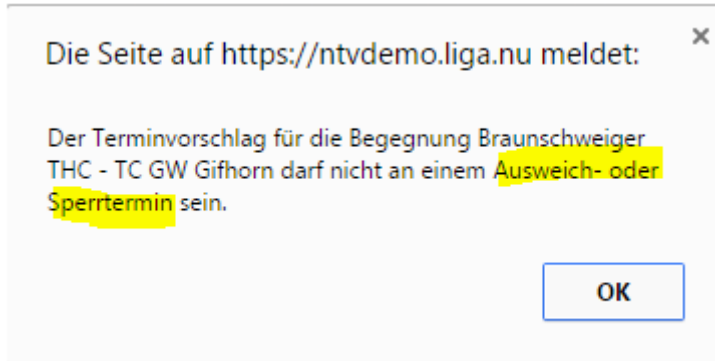 Die Seite auf https://ntvdemo.liga.nu meldet:
Der Terminvorschlag für die Begegnung Braunschweiger
THC - TC GW Gifhorn darf nicht an einem Ausweich- oder
Sperrtermin sein.
OK